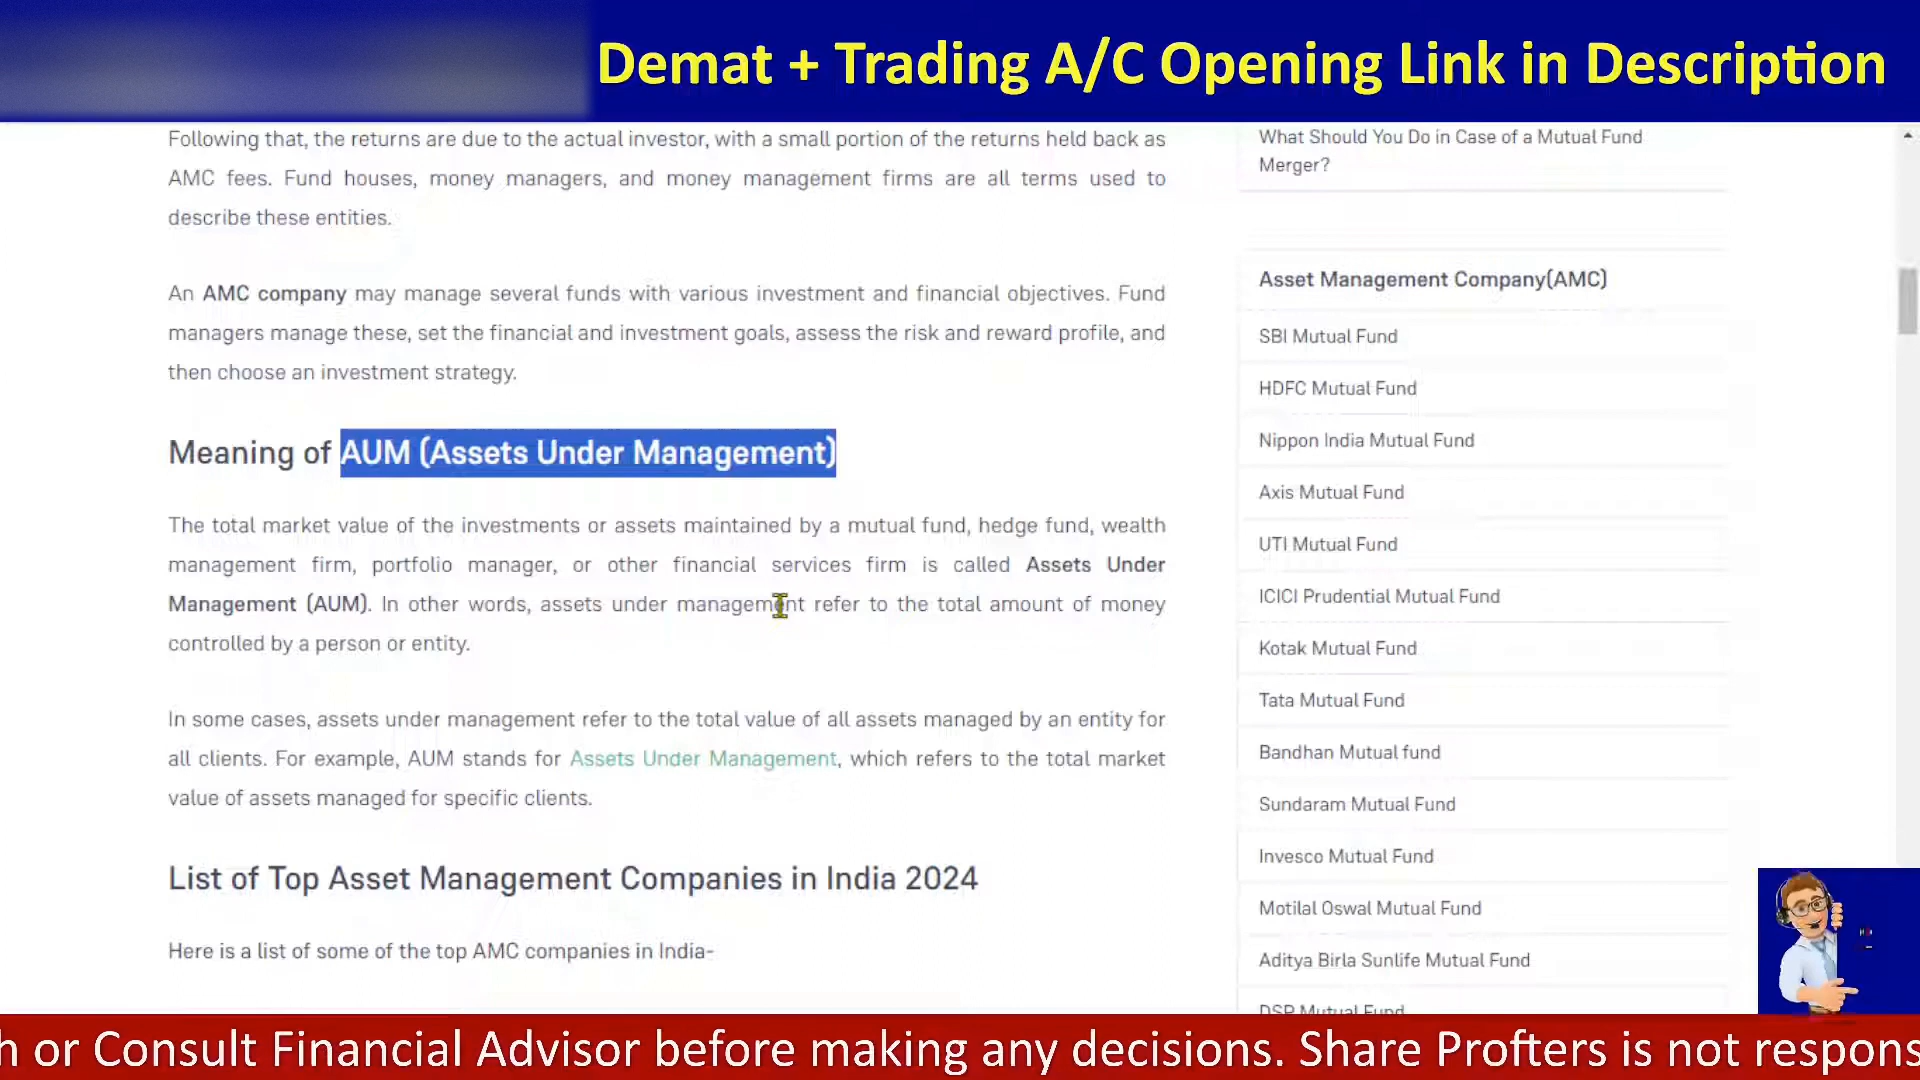 Demat + Trading A/C Opening Link in Description
Following that, the returns are due to the actual investor, with a small portion of the returns held back as
AMC fees. Fund houses, money managers, and money management firms are all terms used to
describe these entities.
An AMC company may manage several funds with various investment and financial objectives. Fund
managers manage these, set the financial and investment goals, assess the risk and reward profile, and
then choose an investment strategy.
Meaning of AUM (Assets Under Management)
The total market value of the investments or assets maintained by a mutual fund, hedge fund, wealth
management firm, portfolio manager, or other financial services firm is called Assets Under
Management (AUM). In other words, assets under management refer to the total amount of money
controlled by a person or entity.
In some cases, assets under management refer to the total value of all assets managed by an entity for
all clients. For example, AUM stands for Assets Under Management, which refers to the total market
value of assets managed for specific clients.
List of Top Asset Management Companies in India 2024
Here is a list of some of the top AMC companies in India-
What Should You Do in Case of a Mutual Fund
Merger?
Asset Management Company(AMC)
SBI Mutual Fund
HDFC Mutual Fund
Nippon India Mutual Fund
Axis Mutual Fund
UTI Mutual Fund
ICICI Prudential Mutual Fund
Kotak Mutual Fund
Tata Mutual Fund
Bandhan Mutual fund
Sundaram Mutual Fund
Invesco Mutual Fund
Motilal Oswal Mutual Fund
Aditya Birla Sunlife Mutual Fund
DSP Mutual Fund
h or Consult Financial Advisor before making any decisions. Share Profters is not respons